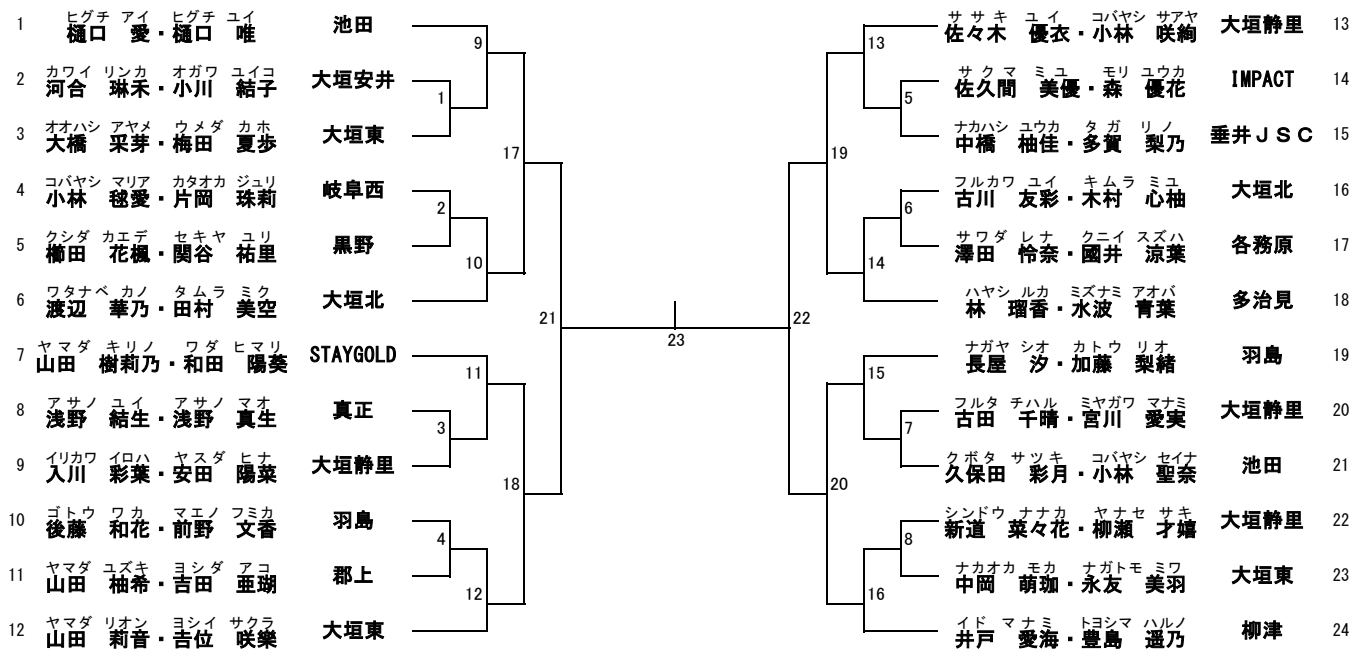 ヒグチ アイ ヒグチ ユイ
1 樋口 愛・樋口 唯 池田
カワイ リンカ オガワ ユイコ
2 河合 琳禾・小川 結子 大垣安井
オオハシ アヤメ ウメダ カホ
3 大橋 采芽・梅田 夏歩 大垣東
コバヤシ マリア カタオカ ジュリ
4 小林 毬愛・片岡 珠莉 岐阜西
クシダ カエデ セキヤ ユリ
5 櫛田 花楓・関谷 祐里 黒野
ワタナベ カノ タムラ ミク
6 渡辺 華乃・田村 美空 大垣北
ヤマダ キリノ ワダ ヒマリ
7 山田 樹莉乃・和田 陽葵 STAYGOLD
アサノ ユイ アサノ マオ
8 浅野 結生・浅野 真生 真正
イリカワ イロハ ヤスダ ヒナ
9 入川 彩葉・安田 陽菜 大垣静里
ゴトウ ワカ マエノ フミカ
10 後藤 和花・前野 文香 羽島
ヤマダ ユズキ ヨシダ アコ
11 山田 柚希・吉田 亜瑚 郡上
ヤマダ リオン ヨシイ サクラ
12 山田 莉音・吉位 咲樂 大垣東
9
1
17
2
10
21
11
3
18
4
12
23
22
13
5
19
6
14
15
7
20
8
16
ササキ ユイ コバヤシ サアヤ
佐々木 優衣・小林 咲絢 大垣静里 13
サクマ ミユ モリ ユウカ
佐久間 美優・森 優花 IMPACT 14
ナカハシ ユウカ タガ リノ
中橋 柚佳・多賀 梨乃 垂井JSC 15
フルカワ ユイ キムラ ミユ
古川 友彩・木村 心柚 大垣北 16
サワダ レナ クニイ スズハ
澤田 怜奈・國井 涼葉 各務原 17
ハヤシ ルカ ミズナミ アオバ
林 瑠香・水波 青葉 多治見 18
ナガヤ シオ カトウ リオ
長屋 汐・加藤 梨緒 羽島 19
フルタ チハル ミヤガワ マナミ
古田 千晴・宮川 愛実 大垣静里 20
クボタ サツキ コバヤシ セイナ
久保田 彩月・小林 聖奈 池田 21
シンドウ ナナカ ヤナセ サキ
新道 菜々花・柳瀬 才嬉 大垣静里 22
ナカオカ モカ ナガトモ ミワ
中岡 萌珈・永友 美羽 大垣東 23
イド マナミ トヨシマ ハルノ
井戸 愛海・豊島 遥乃 柳津 24